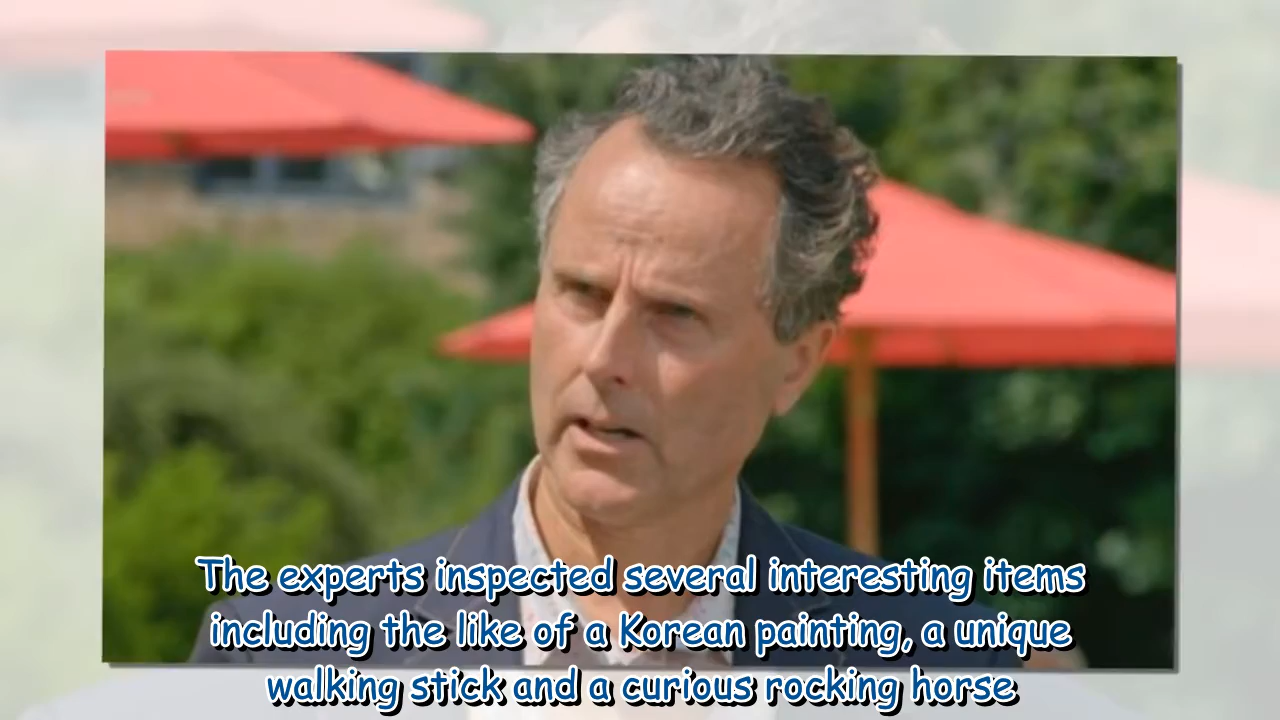 The experts inspected several interesting items
including the like of a Korean painting, a unique
walking stick and a curious rocking horse